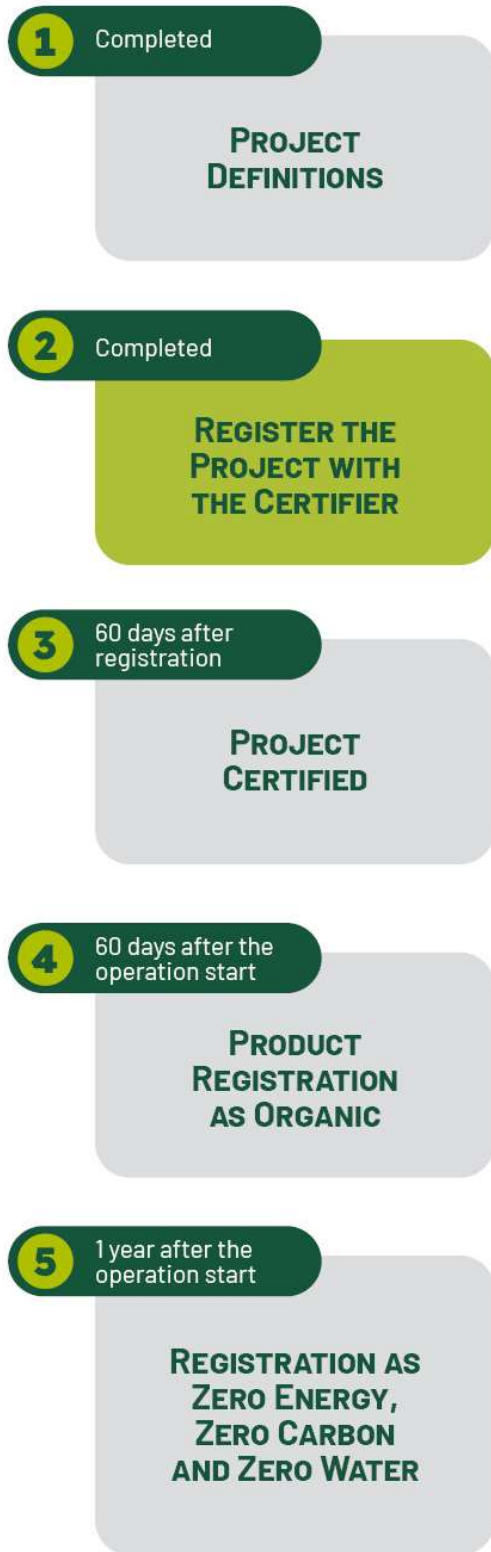 1
Completed
PROJECT
DEFINITIONS
2
Completed
REGISTER THE
PROJECT WITH
THE CERTIFIER
3
60 days after
registration
PROJECT
CERTIFIED
4
60 days after the
operation start
PRODUCT
REGISTRATION
AS ORGANIC
5
1 year after the
operation start
REGISTRATION AS
ZERO ENERGY,
ZERO CARBON
AND ZERO WATER